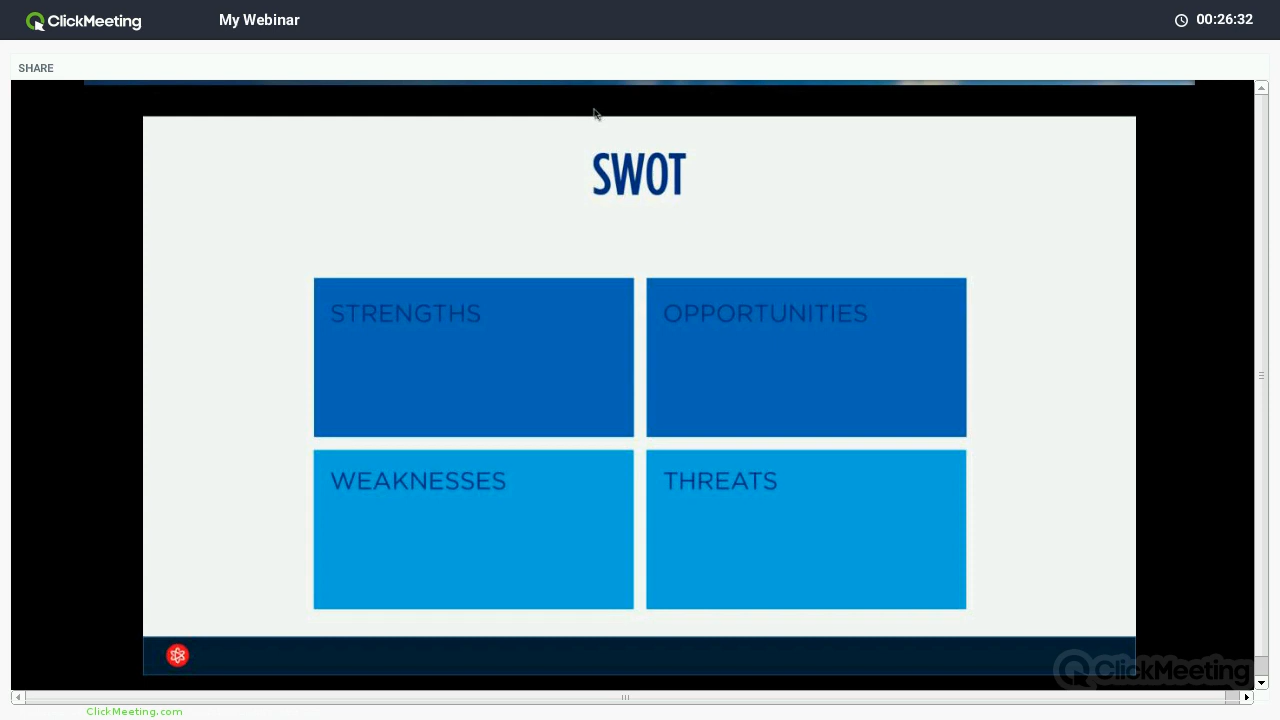 ClickMeeting
My Webinar
00:26:32
SHARE
SWOT
STRENGTHS
OPPORTUNITIES
WEAKNESSES
THREATS
ClickMeeting
ClickMeeting.com